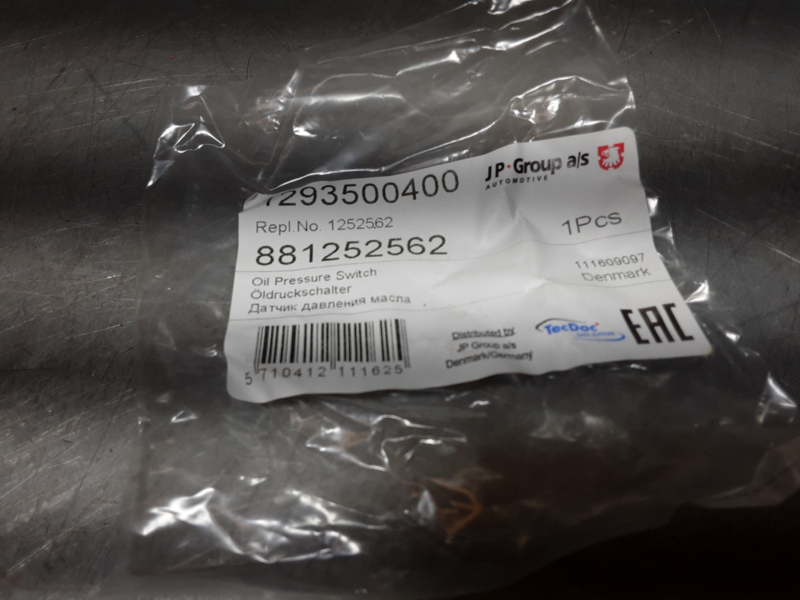 1293500400
JP Group a/s
AUTOMOTIVE
Repl.No. 1252562
881252562
1Pcs
Oil Pressure Switch
Öldruckschalter
Датчик давления масла
111609097
Denmark
5 710412 111625
Distributed by
JP Group a/s
Denmark/Germany
TecDoc
EAC